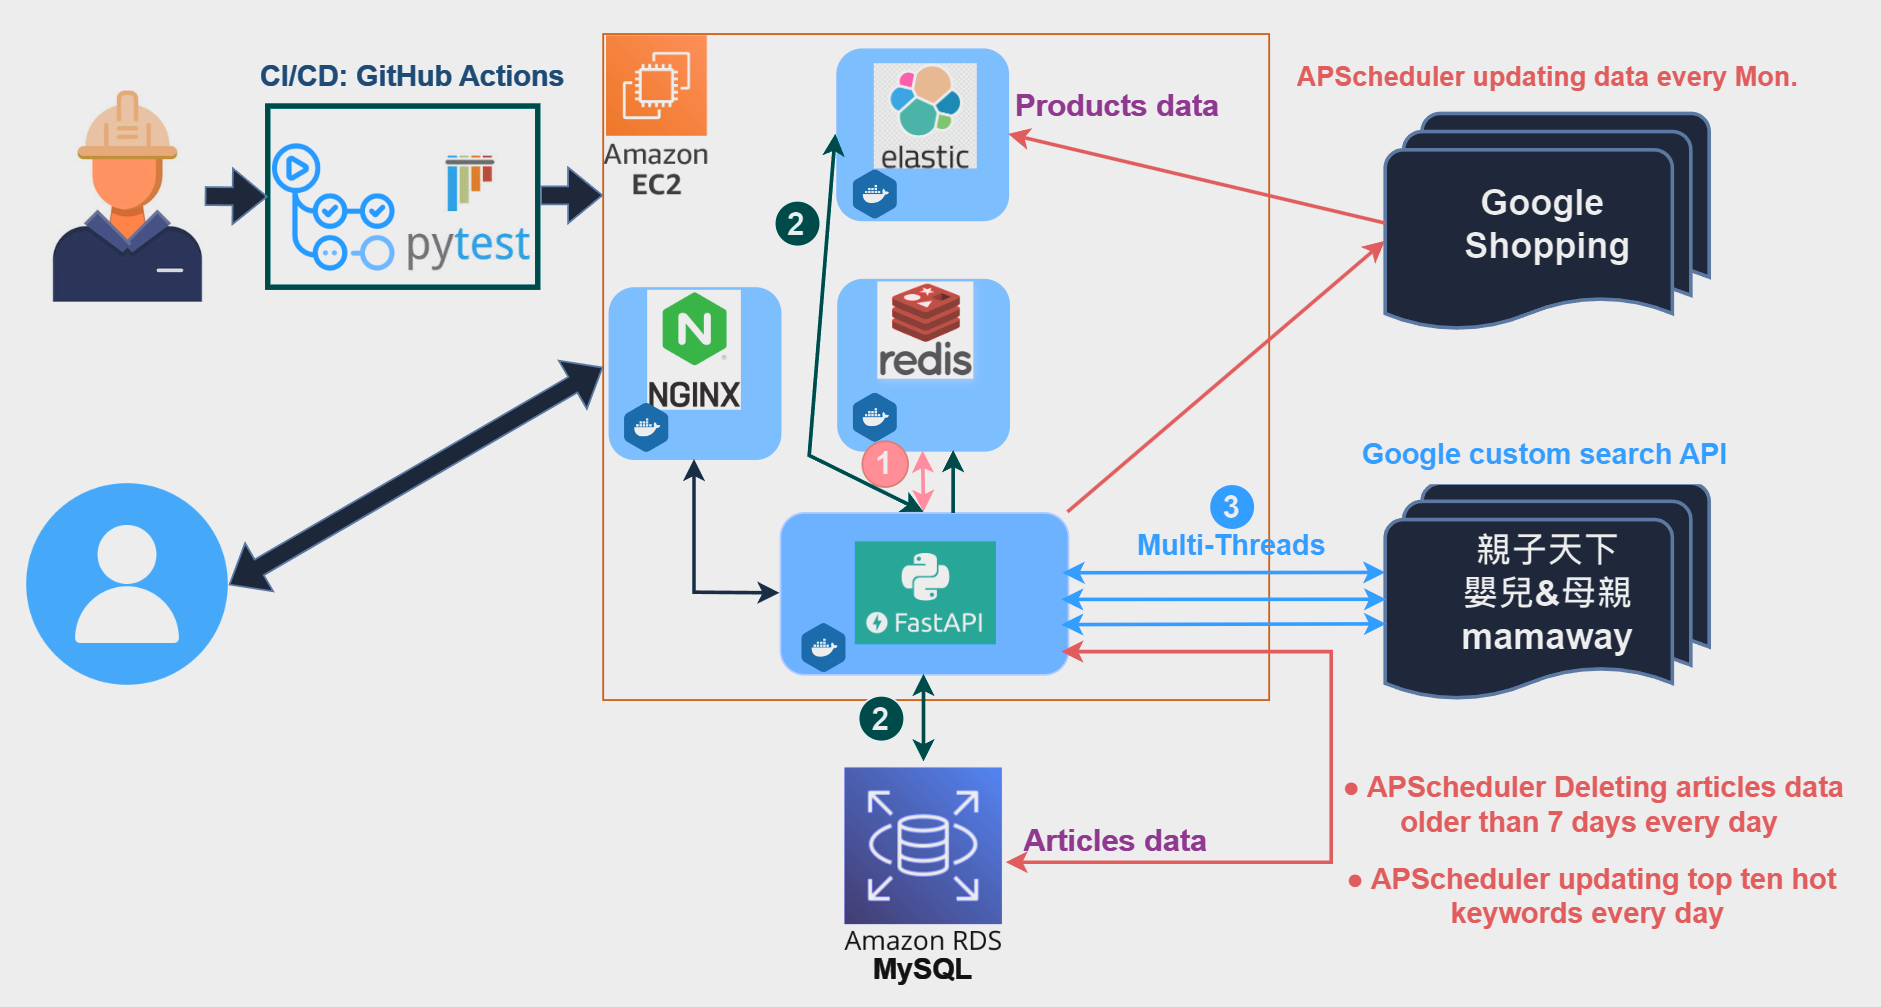 CI/CD: GitHub Actions
pytest
Amazon
EC2
elastic
Products data
APScheduler updating data every Mon.
Google
Shopping
2
NGINX
redis
1
Google custom search API
3
Multi-Threads
親子天下
嬰兒&母親
mamaway
FastAPI
2
Articles data
● APScheduler Deleting articles data
older than 7 days every day
● APScheduler updating top ten hot
keywords every day
Amazon RDS
MySQL